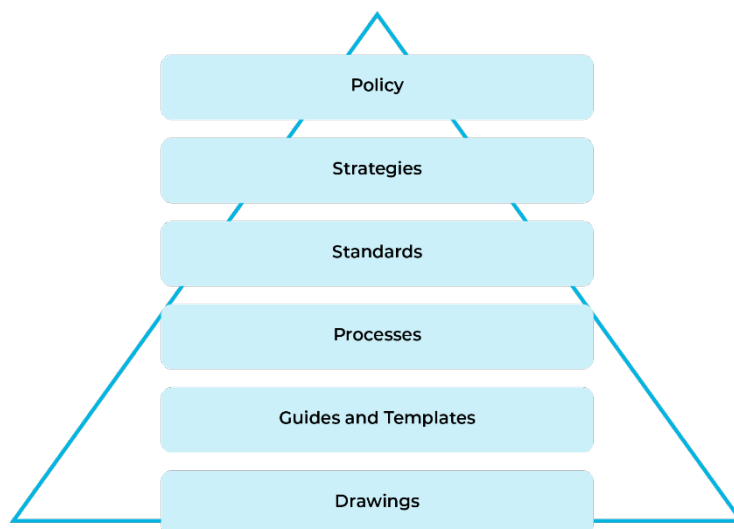 Policy
Strategies
Standards
Processes
Guides and Templates
Drawings